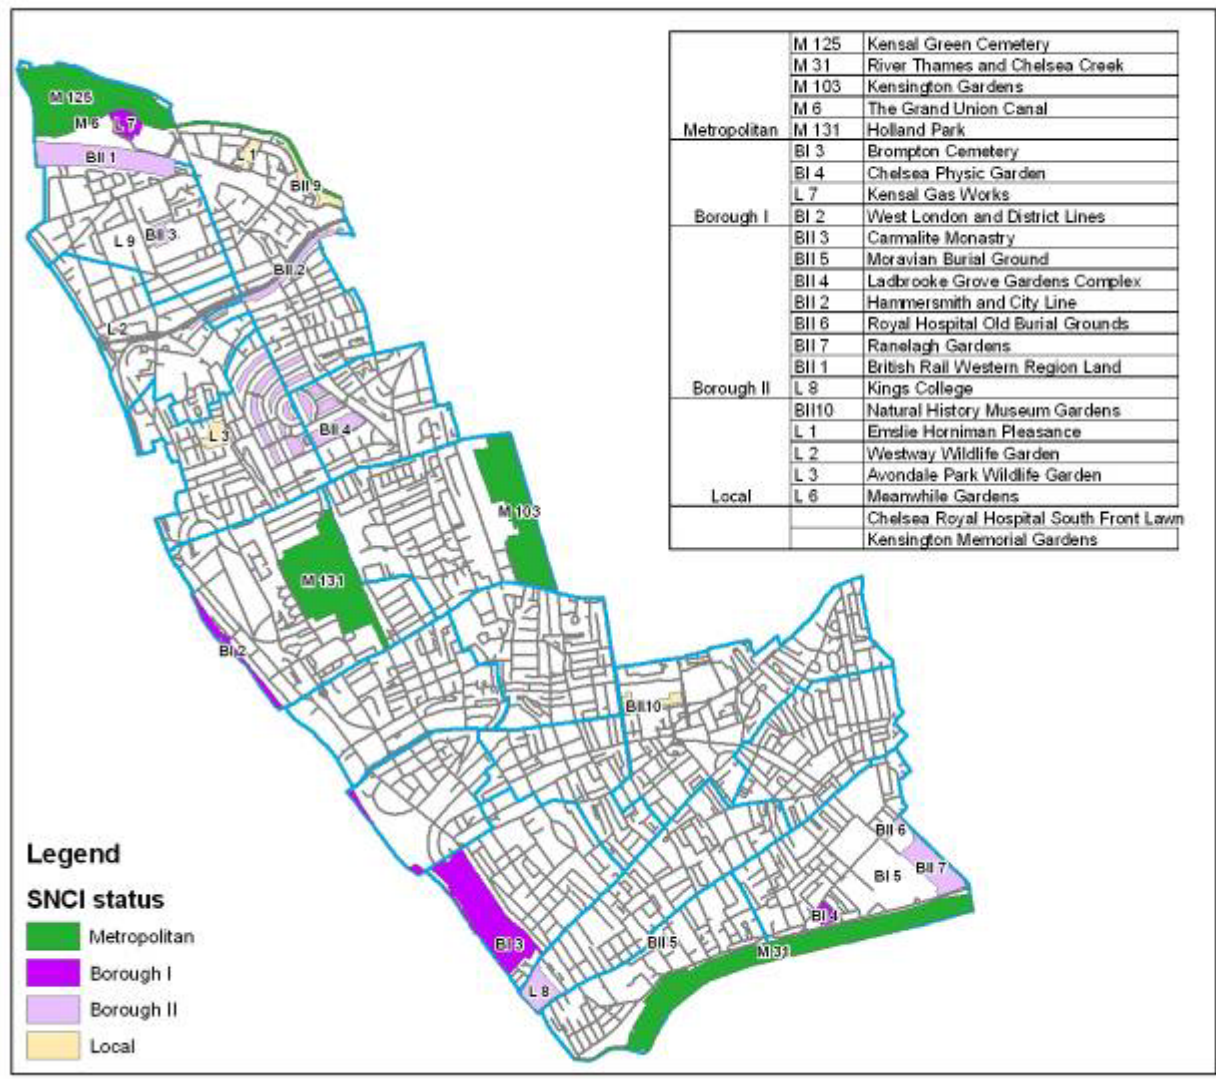 M 125 Kensal Green Cemetery
M 31 River Thames and Chelsea Creek
M 103 Kensington Gardens
M 6 The Grand Union Canal
Metropolitan M 131 Holland Park
BI 3 Brompton Cemetery
BI 4 Chelsea Physic Garden
L 7 Kensal Gas Works
Borough I BI 2 West London and District Lines
BII 3 Carmalite Monastry
BII 5 Moravian Burial Ground
BII 4 Ladbrooke Grove Gardens Complex
BII 2 Hammersmith and City Line
BII 6 Royal Hospital Old Burial Grounds
BII 7 Ranelagh Gardens
BII 1 British Rail Western Region Land
Borough II L 8 Kings College
BII10 Natural History Museum Gardens
L 1 Emslie Horniman Pleasance
L 2 Westway Wildlife Garden
L 3 Avondale Park Wildlife Garden
Local L 6 Meanwhile Gardens
Chelsea Royal Hospital South Front Lawn
Kensington Memorial Gardens
M 125
M 6
L 7
BII 1
L 1
BII 9
L 9
BII 3
BII 2
L 2
L 3
BII 4
M 103
M 131
BI 2
BII10
BII 6
BII 7
BI 5
BI 4
BI 3
BII 5
M 31
L 8
Legend
SNCI status
Metropolitan
Borough I
Borough II
Local